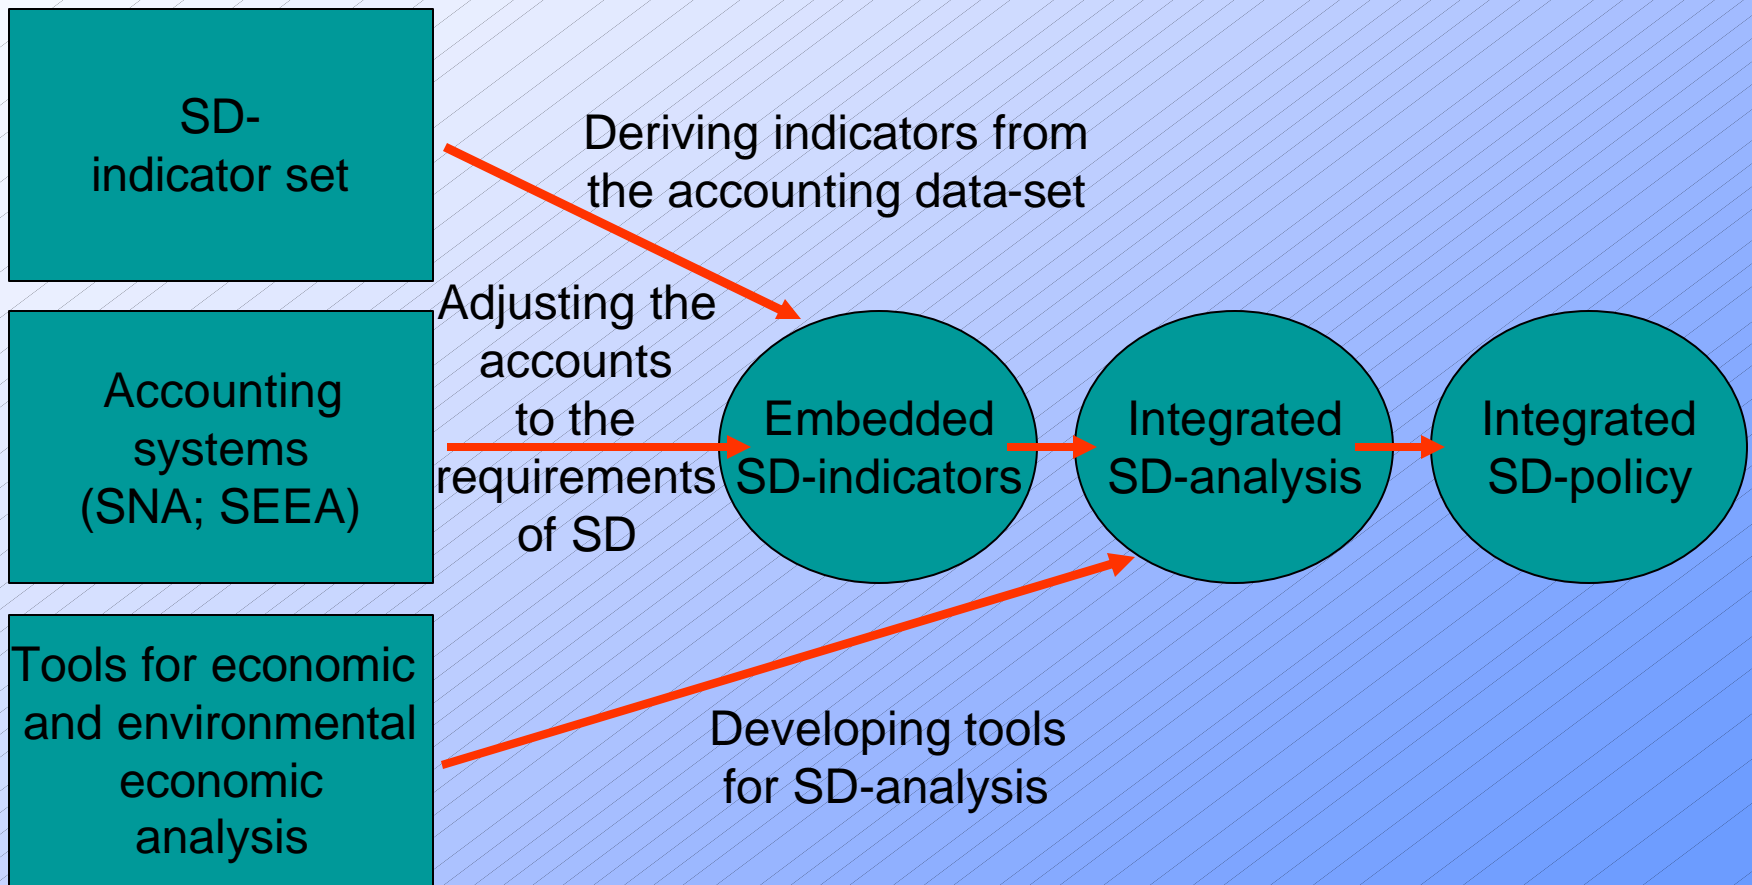 SD-
indicator set
Deriving indicators from
the accounting data-set
Accounting
systems
(SNA; SEEA)
Adjusting the
accounts
to the
requirements
of SD
Embedded
SD-indicators
Integrated
SD-analysis
Integrated
SD-policy
Tools for economic
and environmental
economic
analysis
Developing tools
for SD-analysis